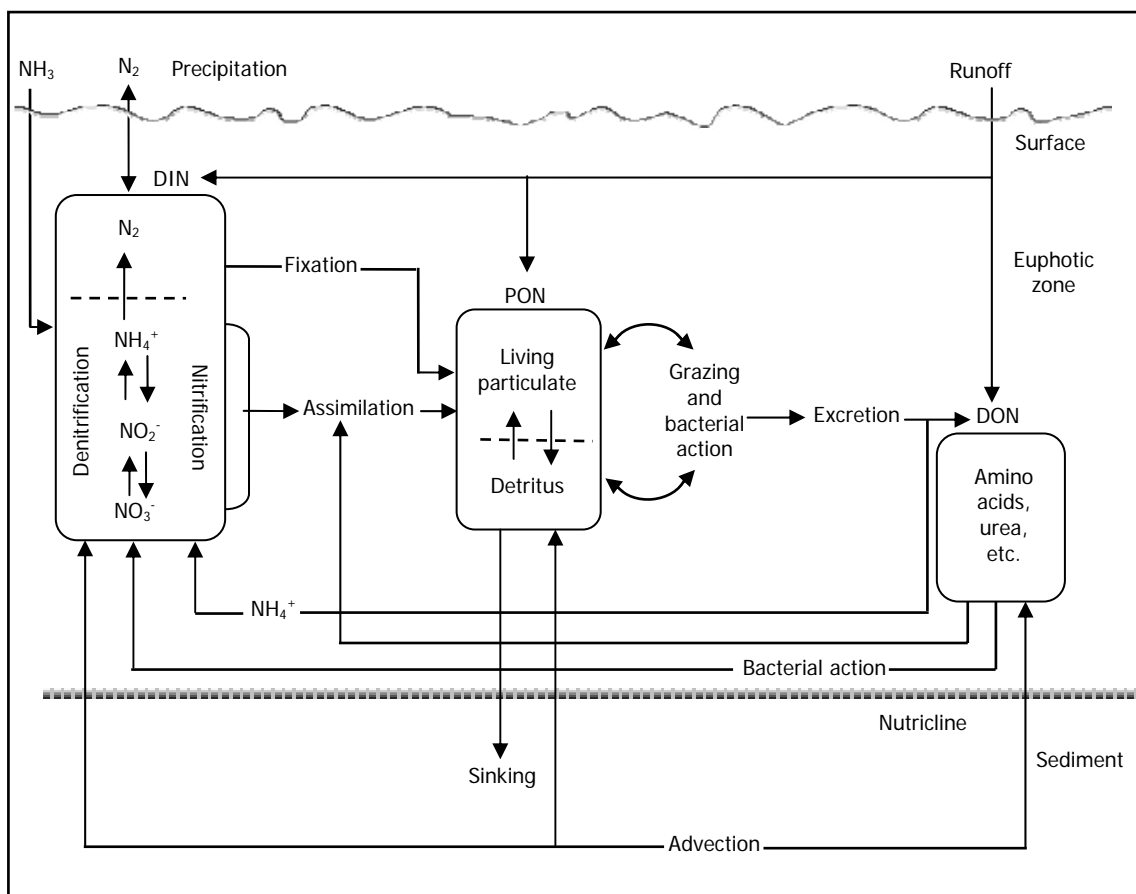 NH₃
N₂
Precipitation
Runoff
Surface
DIN
N₂
Fixation
Euphotic
zone
PON
NH₄⁺
Denitrification
Nitrification
Living
particulate
Grazing
and
bacterial
action
Assimilation
Excretion
DON
NO₂⁻
Detritus
NO₃⁻
Amino
acids,
urea,
etc.
NH₄⁺
Bacterial action
Nutricline
Sinking
Sediment
Advection